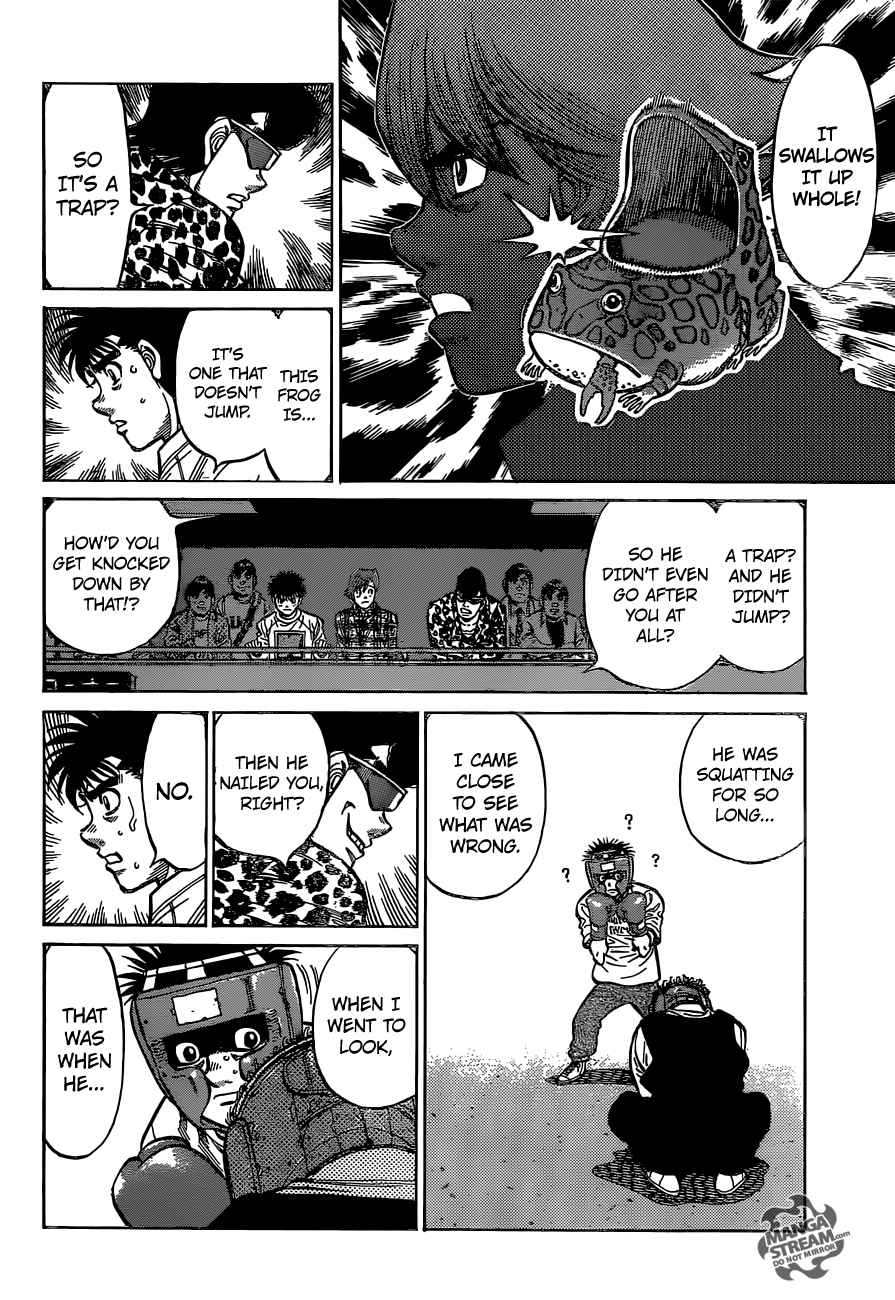 IT
SWALLOWS
IT UP
WHOLE!
SO
IT'S A
TRAP?
THIS
FROG
IS...
IT'S
ONE THAT
DOESN'T
JUMP.
A TRAP?
AND HE
DIDN'T
JUMP?
SO HE
DIDN'T EVEN
GO AFTER
YOU AT
ALL?
HOW'D YOU
GET KNOCKED
DOWN BY
THAT!?
HE WAS
SQUATTING
FOR SO
LONG...
I CAME
CLOSE
TO SEE
WHAT WAS
WRONG.
?
?
?
THEN HE
NAILED YOU,
RIGHT?
NO.
WHEN I
WENT TO
LOOK,
THAT
WAS
WHEN
HE...
MANGA
STREAM.com
DO NOT MIRROR